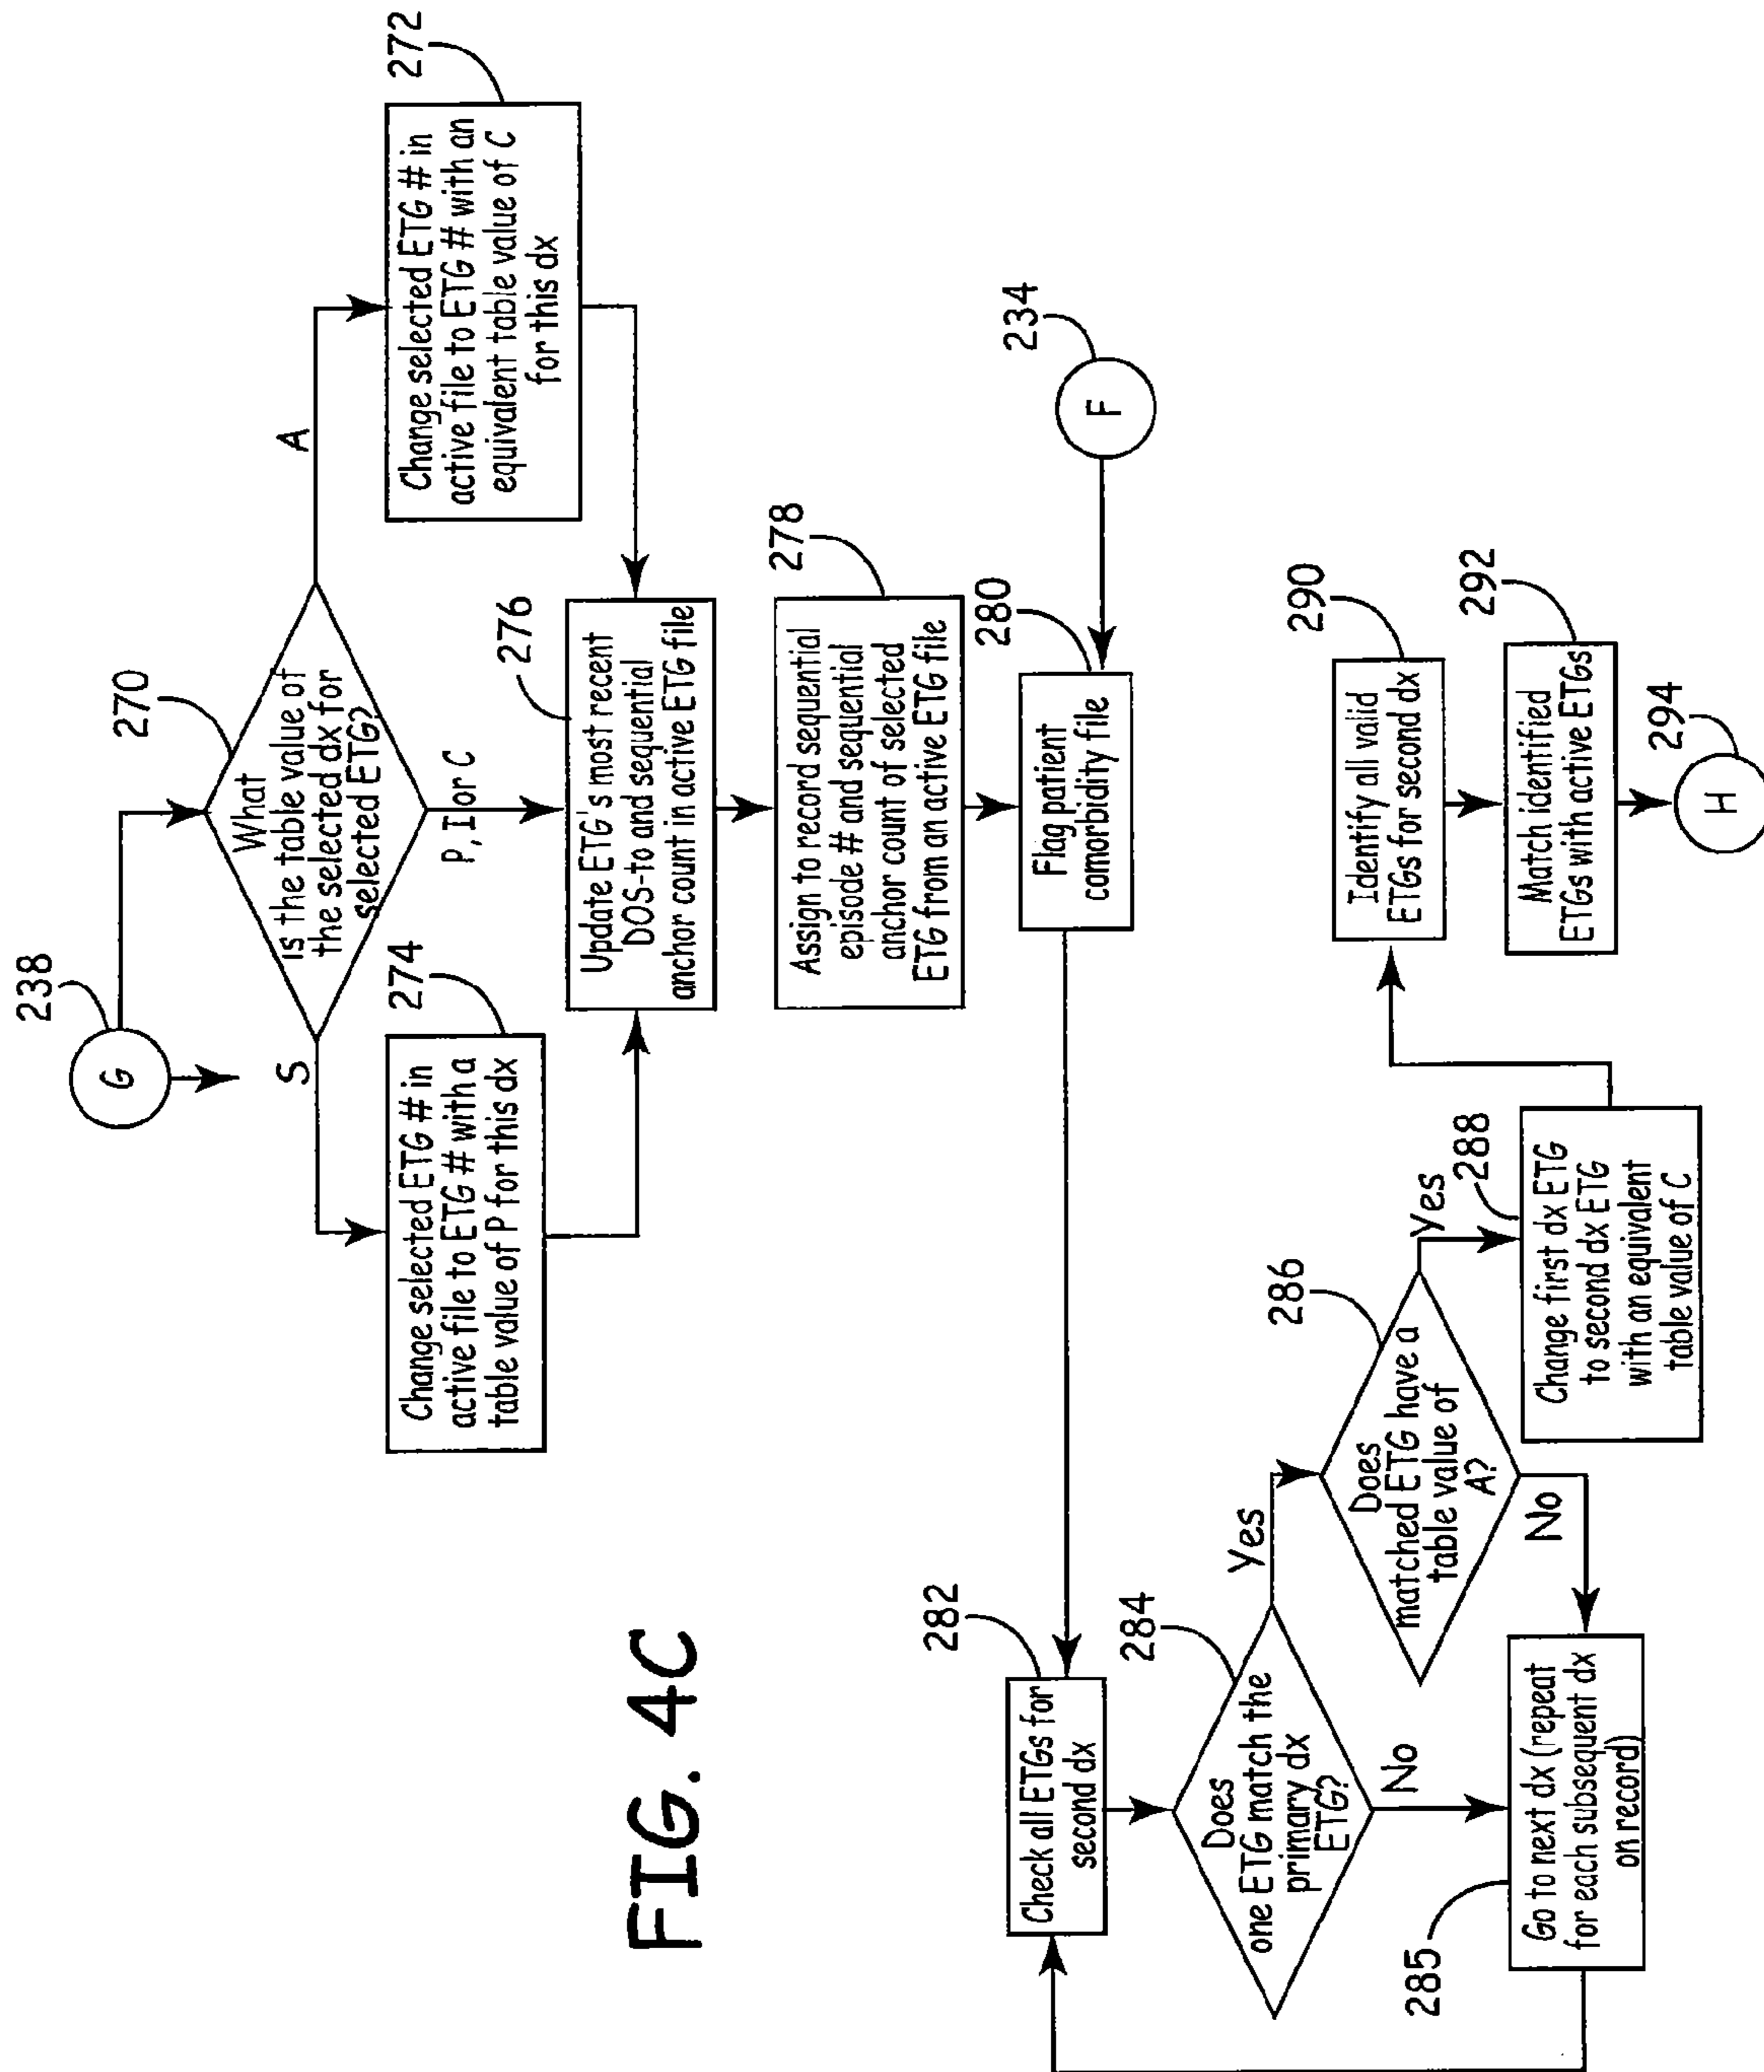 238
G
270
What
is the table value of
the selected dx for
selected ETG?
S
P, I or C
A
272
Change selected ETG # in
active file to ETG # with an
equivalent table value of C
for this dx
274
Change selected ETG # in
active file to ETG # with a
table value of P for this dx
276
Update ETG's most recent
DOS-to and sequential
anchor count in active ETG file
278
Assign to record sequential
episode # and sequential
anchor count of selected
ETG from an active ETG file
280
Flag patient
comorbidity file
234
F
FIG. 4C
282
Check all ETGs for
second dx
284
Does
one ETG match the
primary dx
ETG?
Yes
No
285
Go to next dx (repeat
for each subsequent dx
on record)
286
Does
matched ETG have a
table value of
A?
Yes
No
288
Change first dx ETG
to second dx ETG
with an equivalent
table value of C
290
Identify all valid
ETGs for second dx
292
Match identified
ETGs with active ETGs
294
H